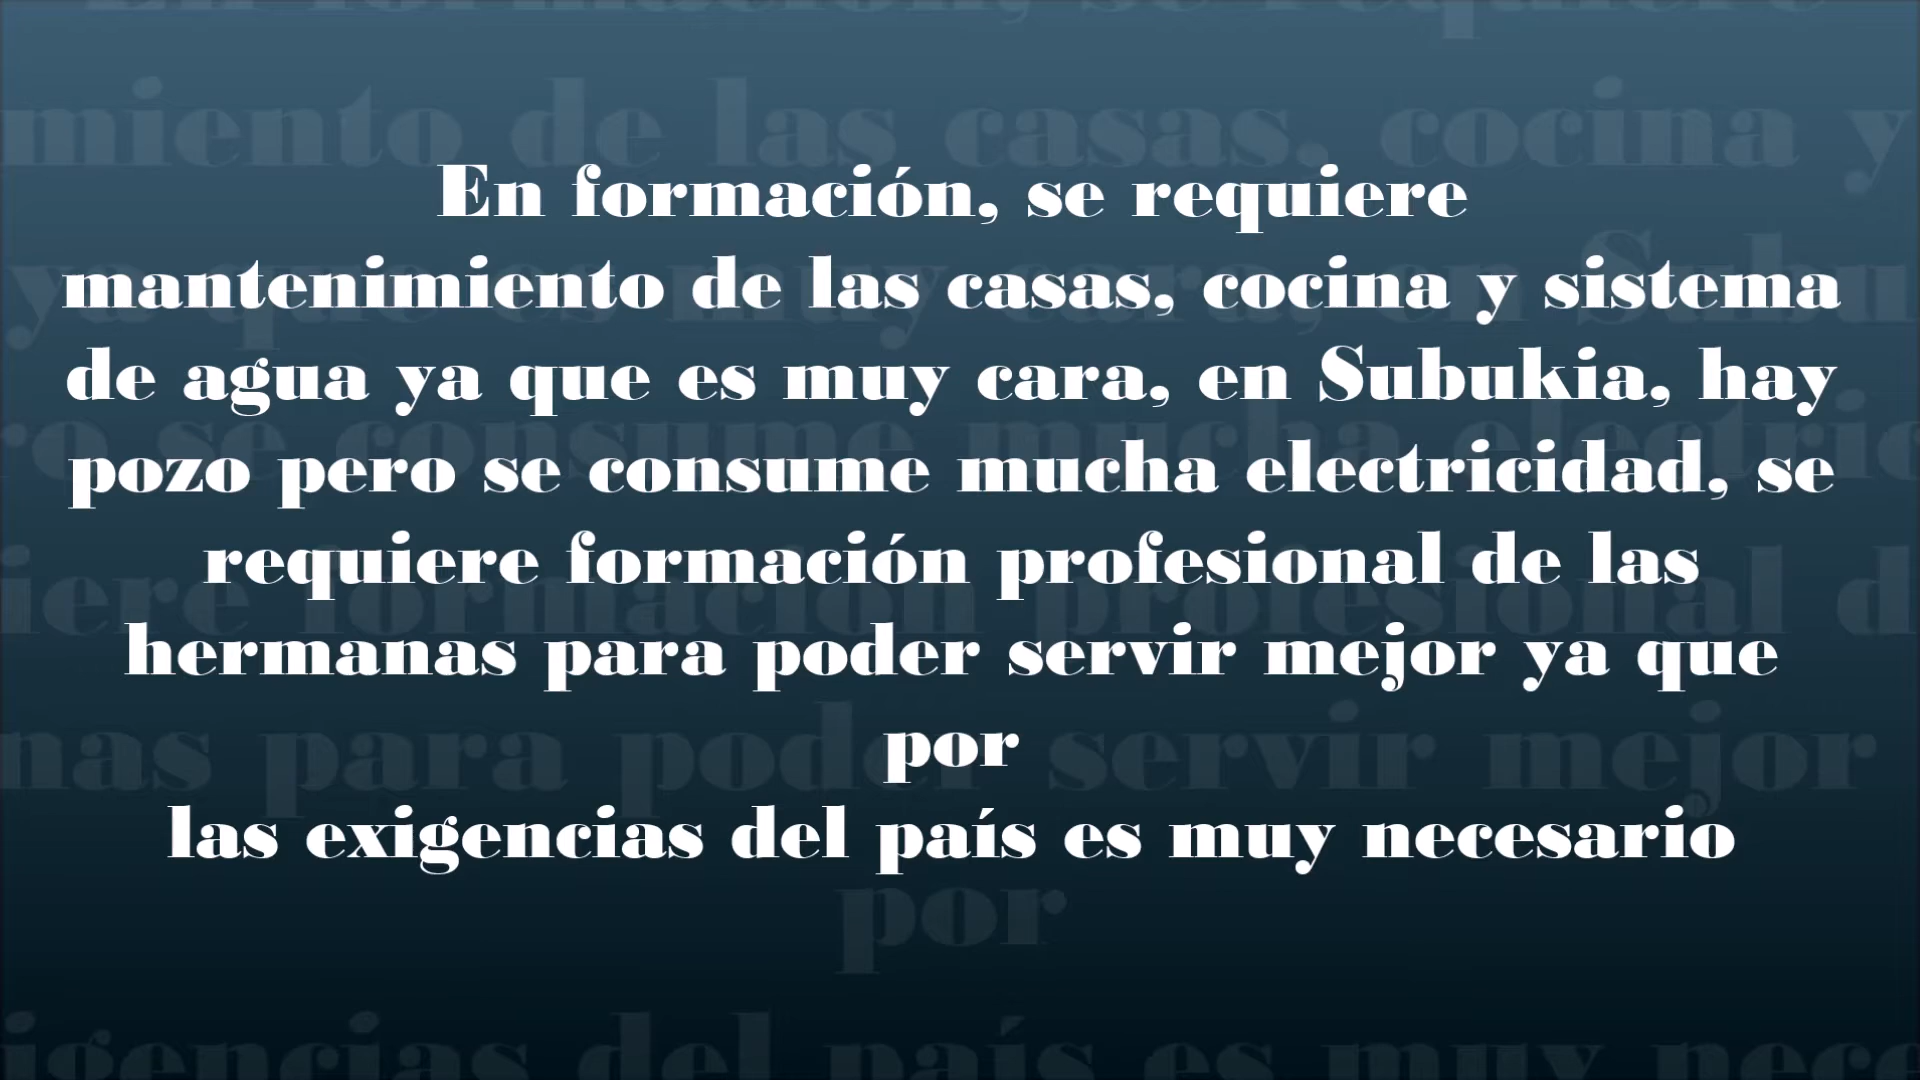 En formación, se requiere
mantenimiento de las casas, cocina y sistema
de agua ya que es muy cara, en Subukia, hay
pozo pero se consume mucha electricidad, se
requiere formación profesional de las
hermanas para poder servir mejor ya que
por
las exigencias del país es muy necesario